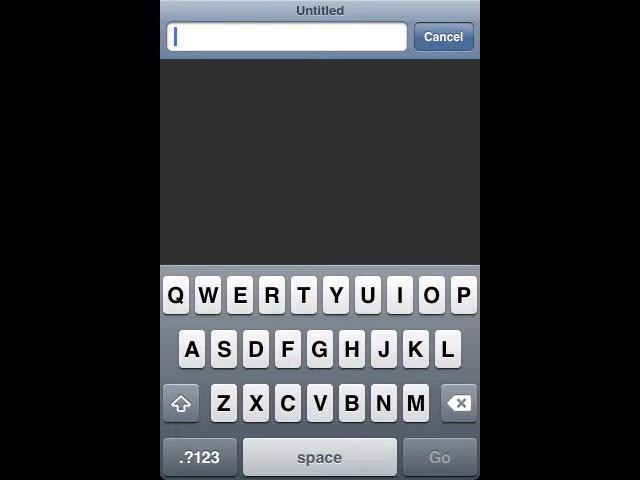 Untitled
Cancel
Q W E R T Y U I O P
A S D F G H J K L
Z X C V B N M
.?123 space Go